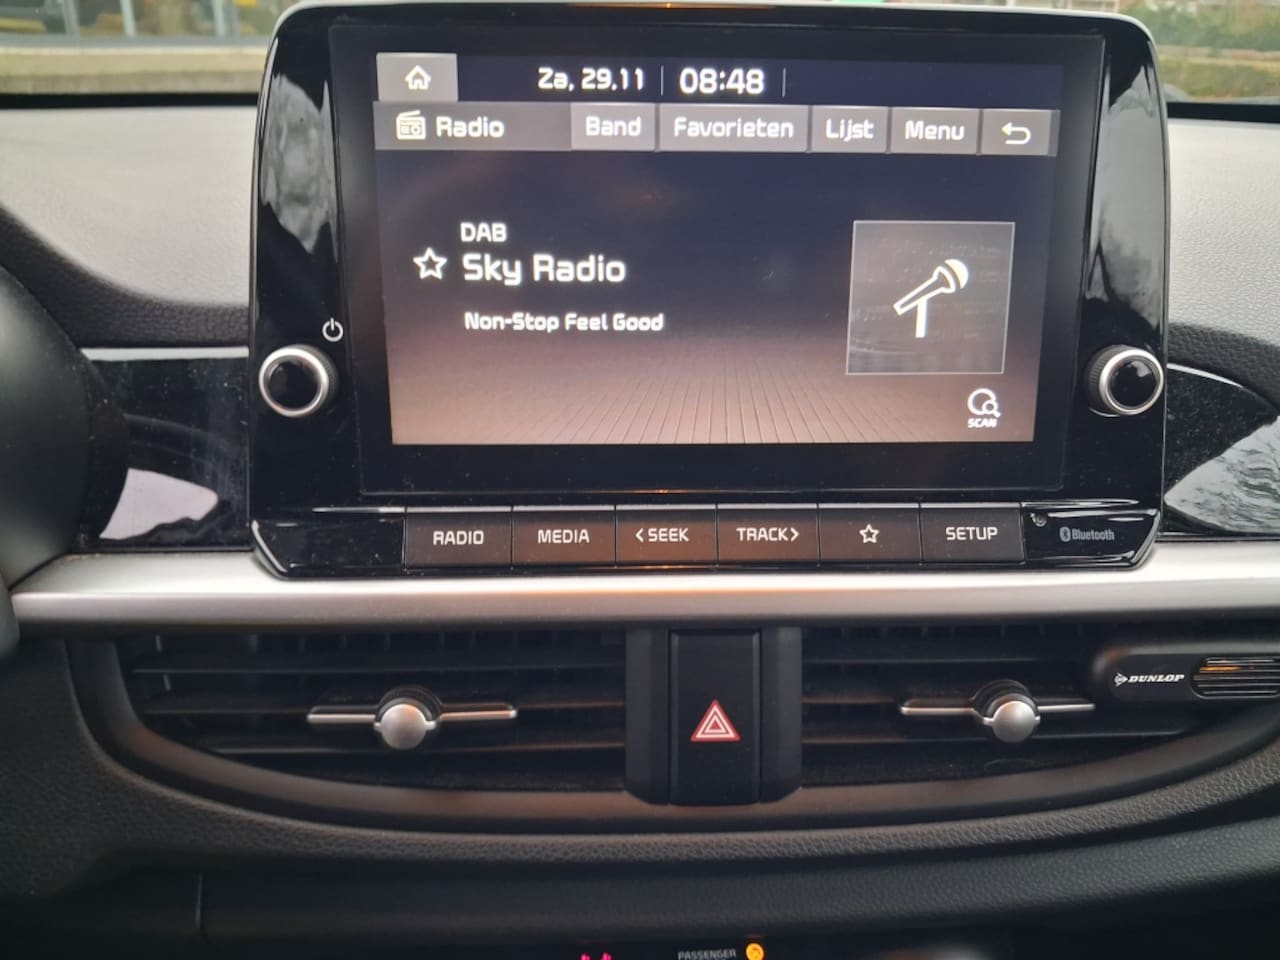 Za, 29.11 08:48
Radio Band Favorieten Lijst Menu
DAB
Sky Radio
Non-Stop Feel Good
SCAN
RADIO MEDIA <SEEK TRACK> SETUP Bluetooth
DUNLOP
PASSENGER